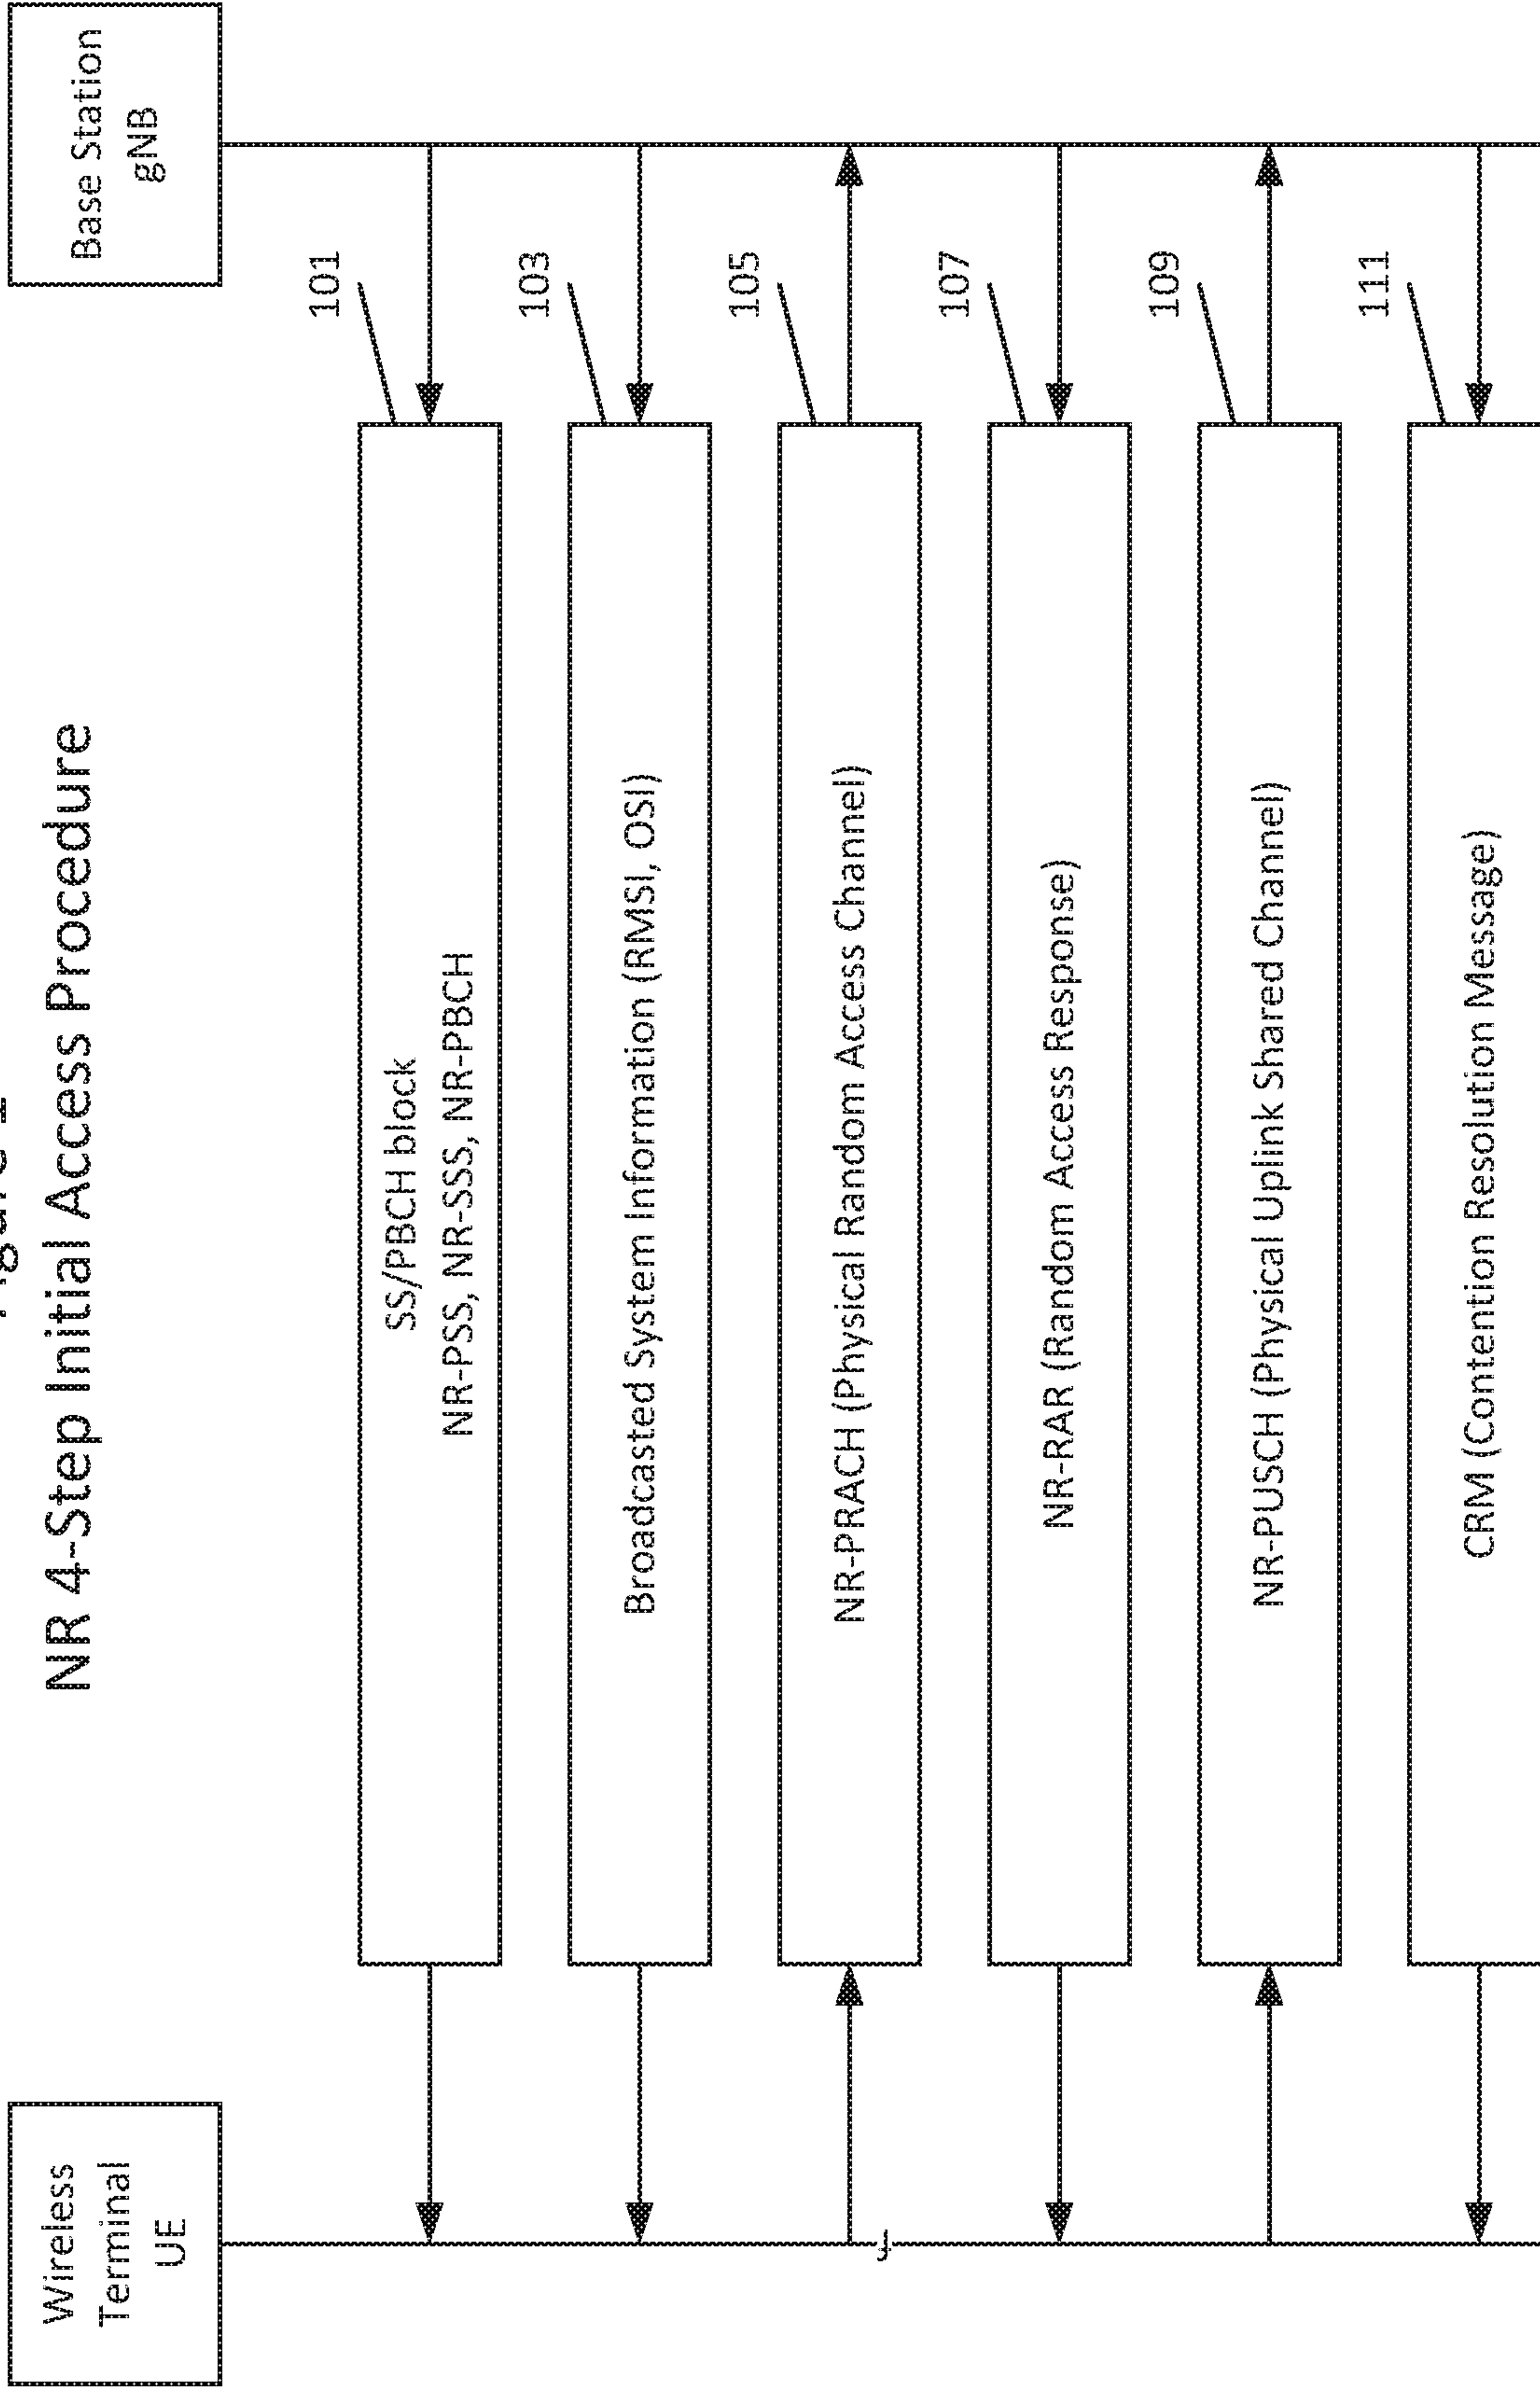 NR 4-Step Initial Access Procedure
Wireless
Terminal
UE
Base Station
gNB
101
SS/PBCH block
NR-PSS, NR-SSS, NR-PBCH
103
Broadcasted System Information (RMSI, OSI)
105
NR-PRACH (Physical Random Access Channel)
107
NR-RAR (Random Access Response)
109
NR-PUSCH (Physical Uplink Shared Channel)
111
CRM (Contention Resolution Message)